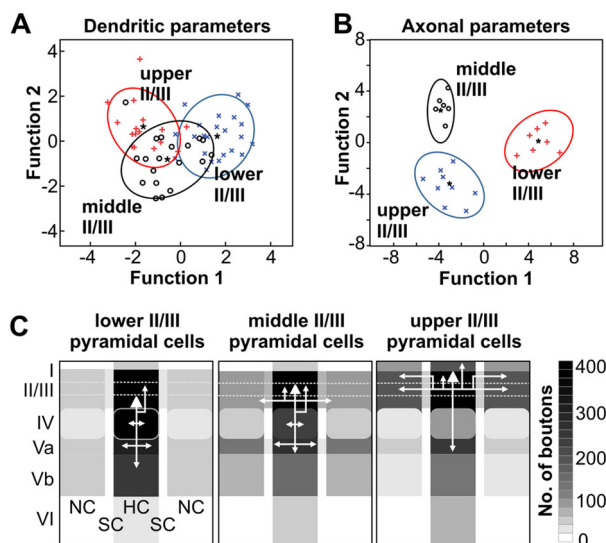 A Dendritic parameters
4
2
0
-2
-4
Function 2
upper
II/III
middle
II/III
lower
II/III
-4 -2 0 2 4
Function 1
B Axonal parameters
8
4
0
-4
-8
Function 2
middle
II/III
lower
II/III
upper
II/III
-8 -4 0 4 8
Function 1
C
lower II/III
pyramidal cells
middle II/III
pyramidal cells
upper II/III
pyramidal cells
I
II/III
IV
Va
Vb
VI
NC HC NC
SC SC
No. of boutons
400
300
200
100
0